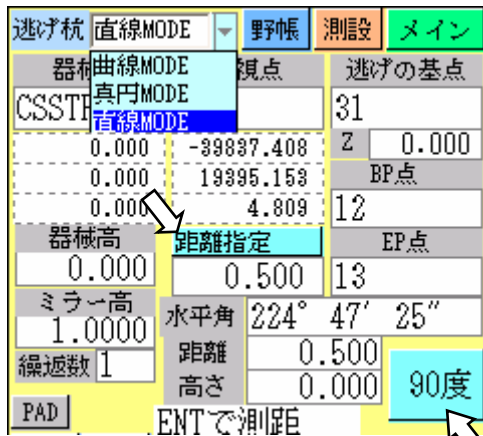 逃げ杭 直線MODE 野帳 測設 メイン
曲線MODE
真円MODE
直線MODE
視点 逃げの基点
31
Z 0.000
0.000 -39837.408
0.000 19395.153
0.000 4.809
BP点
12
器械高 距離指定 EP点
0.000 0.500 13
ミラー高
1.0000
水平角 224° 47′ 25″
繰返数 1
距離 0.500
高さ 0.000
90度
PAD
ENTで測距